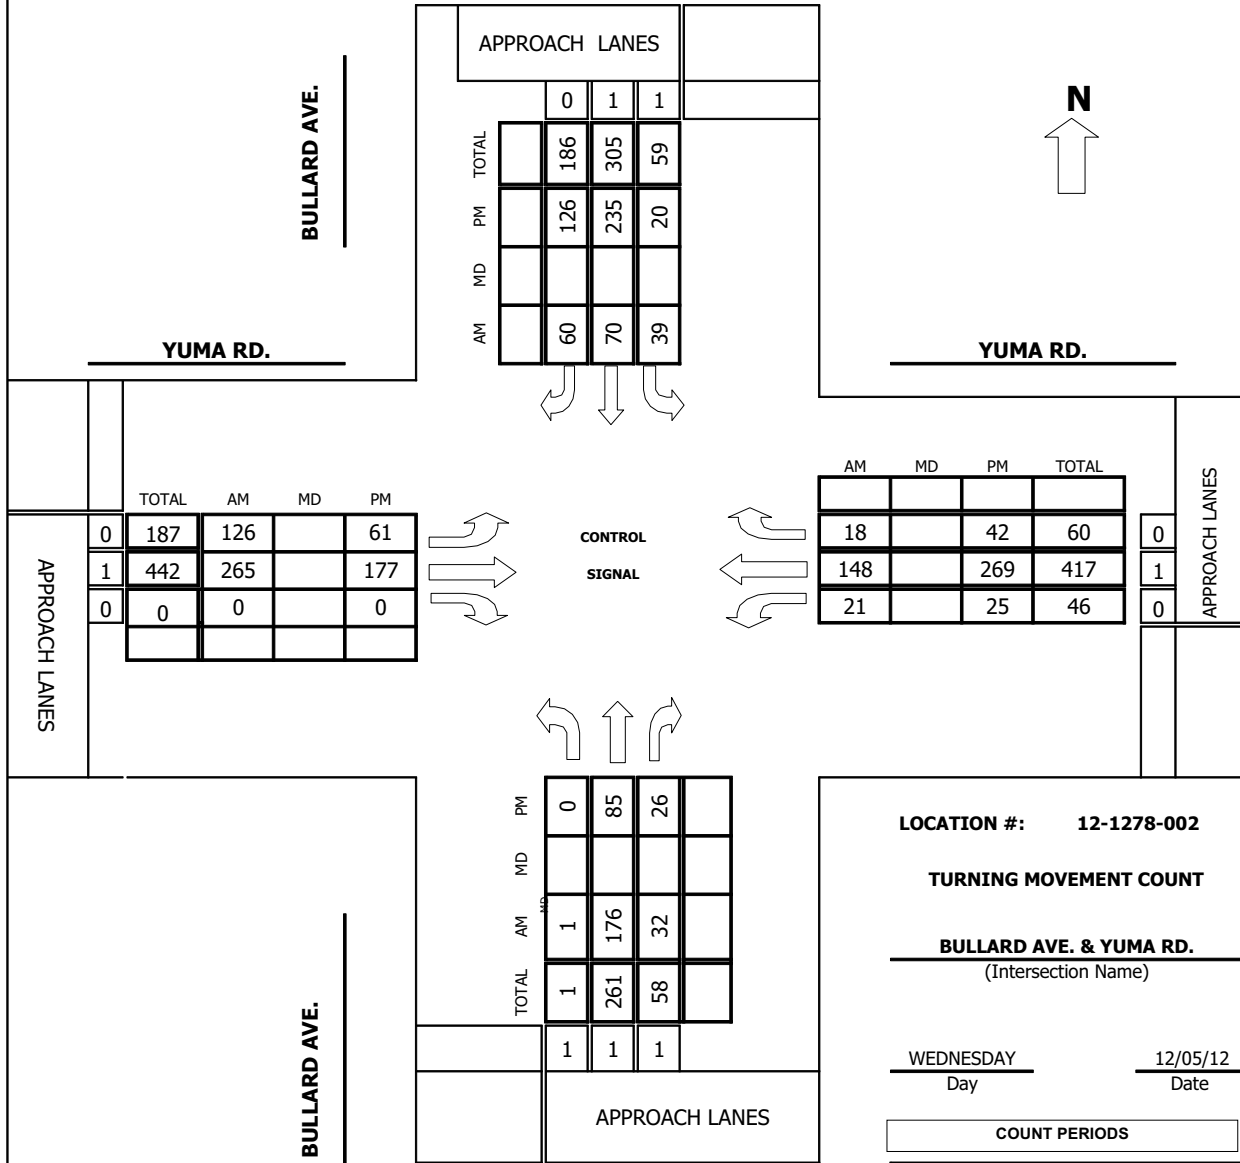 APPROACH LANES
0 1 1
TOTAL 186 305 59
PM 126 235 20
MD
AM 60 70 39
BULLARD AVE.
N
YUMA RD.
YUMA RD.
TOTAL AM MD PM
0 187 126 61
1 442 265 177
0 0 0 0
APPROACH LANES
CONTROL
SIGNAL
AM MD PM TOTAL
18 42 60 0
148 269 417 1
21 25 46 0
APPROACH LANES
PM 0 85 26
MD
MD
AM 1 176 32
TOTAL 1 261 58
1 1 1
APPROACH LANES
BULLARD AVE.
LOCATION #: 12-1278-002
TURNING MOVEMENT COUNT
BULLARD AVE. & YUMA RD.
(Intersection Name)
WEDNESDAY 12/05/12
Day Date
COUNT PERIODS